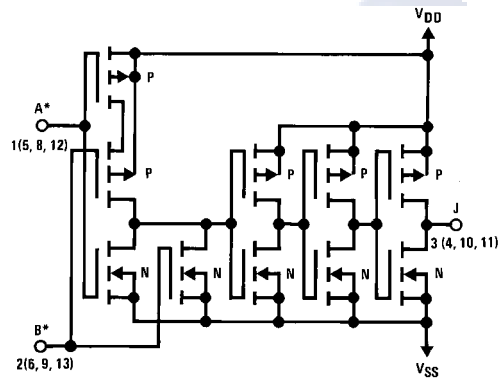 VDD
P
A*
1(5, 8, 12)
P
P
P
P
J
3 (4, 10, 11)
N
N
N
N
N
B*
2(6, 9, 13)
VSS